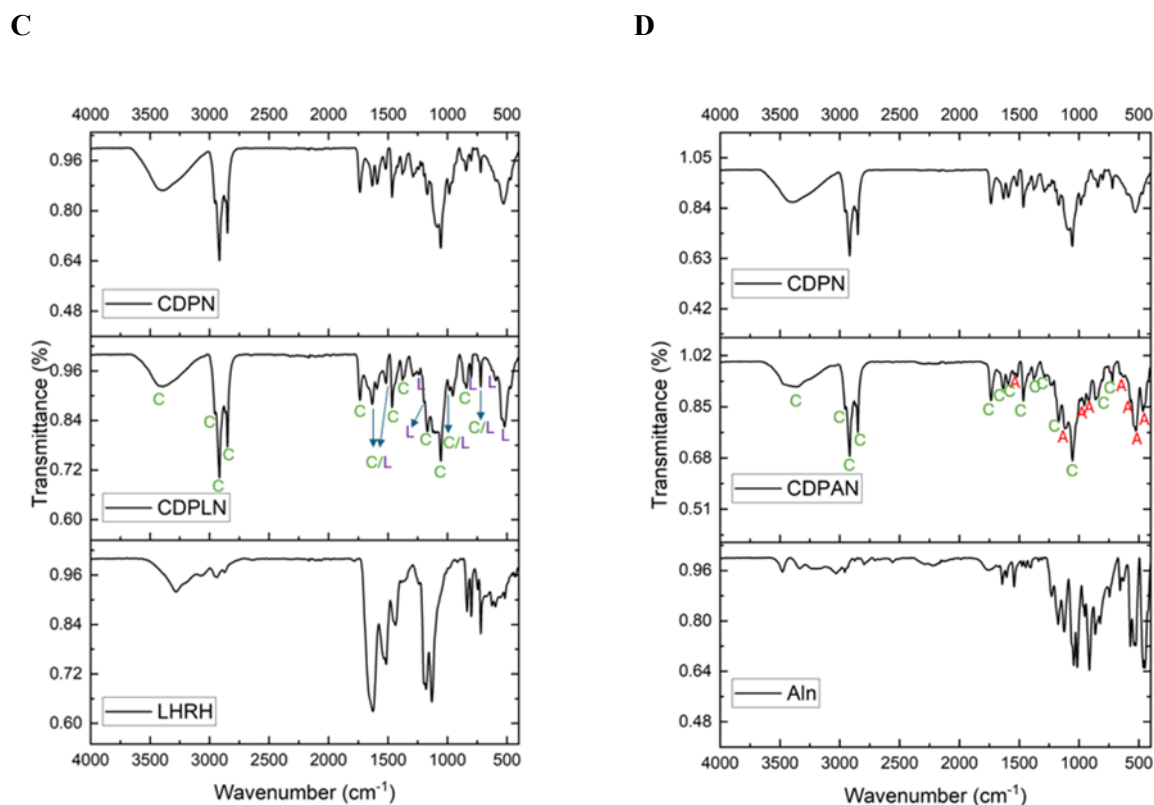 C
D
4000 3500 3000 2500 2000 1500 1000 500
0.96
0.80
0.64
0.48
CDPN
0.96
0.84
0.72
0.60
C
C
C
C
C
C/L
C
C
L
L
C
C
C/L
C
L
C/L
L
L
CDPLN
0.96
0.84
0.72
0.60
LHRH
Transmittance (%)
4000 3500 3000 2500 2000 1500 1000 500
Wavenumber (cm⁻¹)
4000 3500 3000 2500 2000 1500 1000 500
1.05
0.84
0.63
0.42
CDPN
1.02
0.85
0.68
0.51
C
C
C
C
C
C
C
A
C
C
C
C
A
C
A
A
C
C
A
A
A
A
CDPAN
0.96
0.80
0.64
0.48
Aln
Transmittance (%)
4000 3500 3000 2500 2000 1500 1000 500
Wavenumber (cm⁻¹)